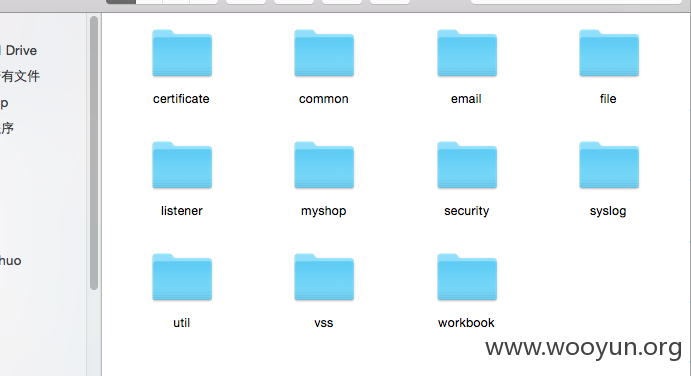 Drive
有文件
p
序
huo
certificate
common
email
file
listener
myshop
security
syslog
util
vss
workbook
www.wooyun.org